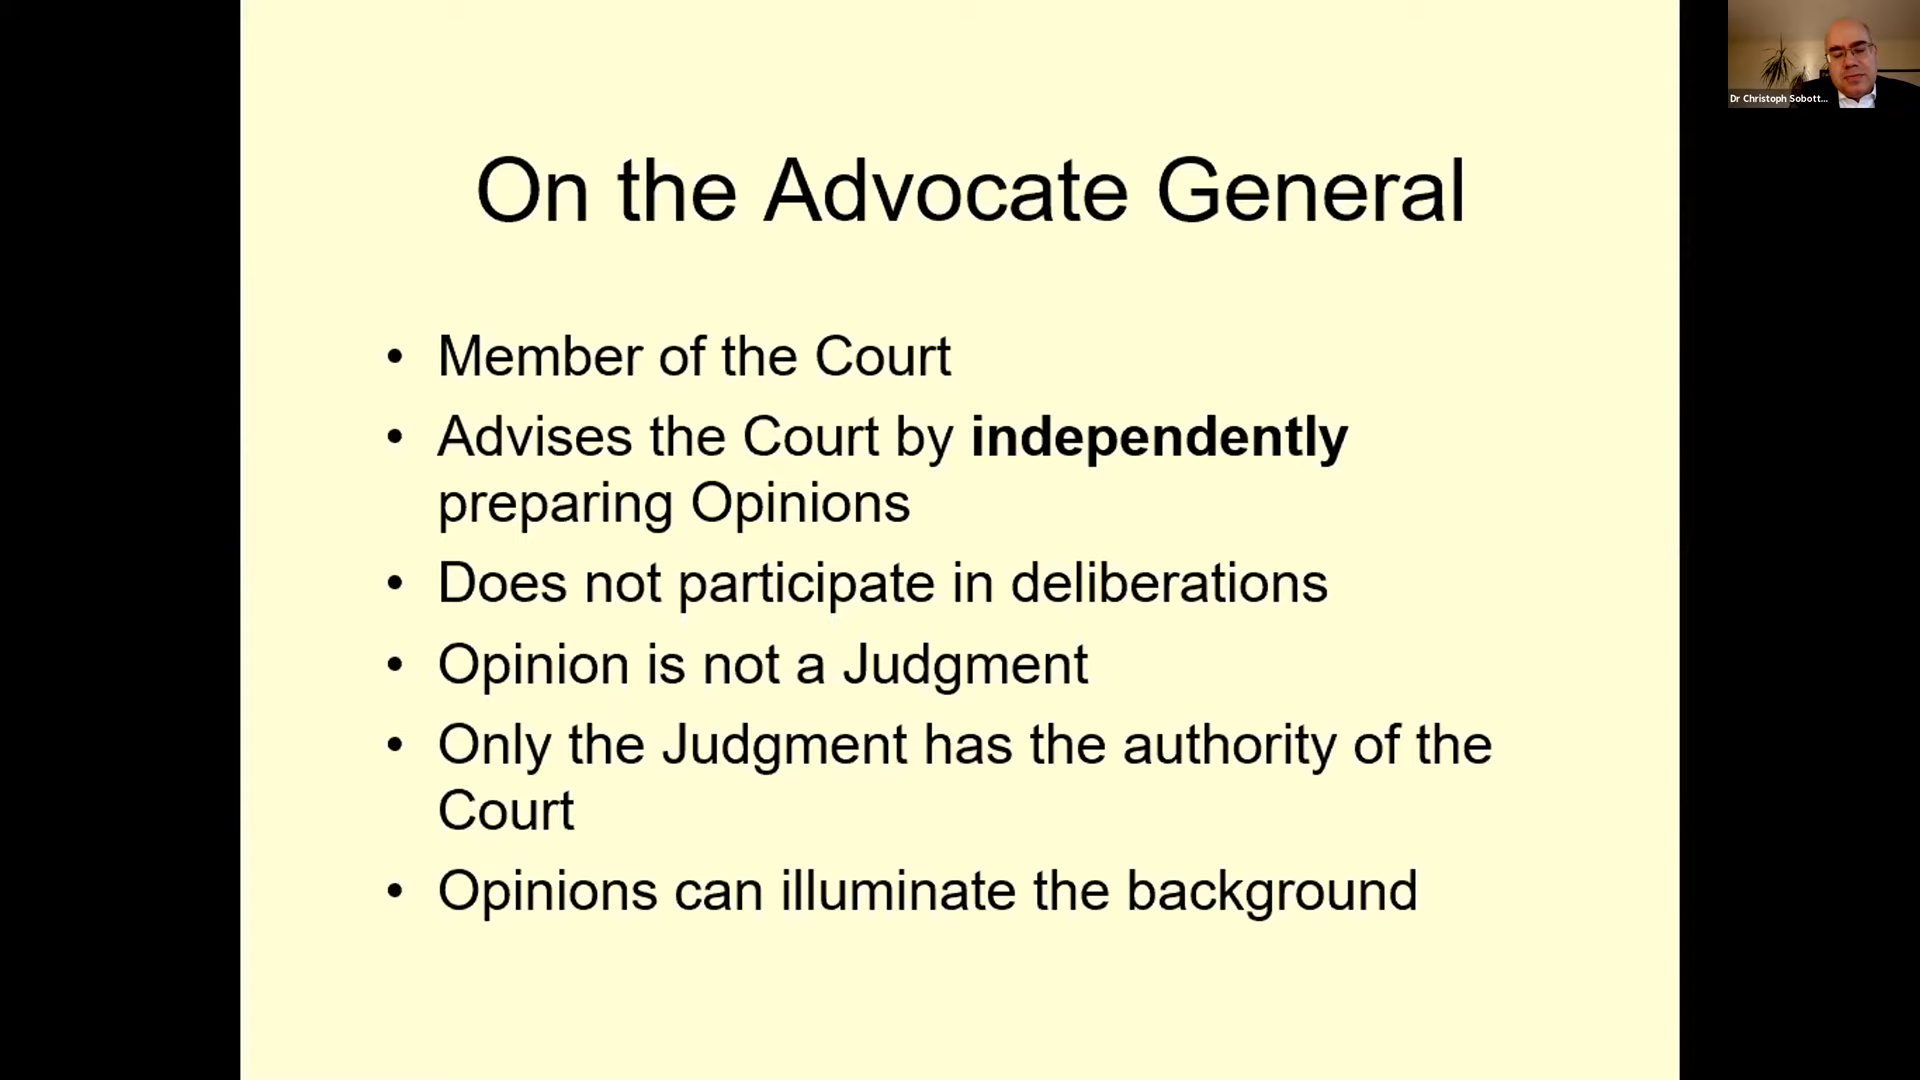 On the Advocate General
• Member of the Court
• Advises the Court by independently
preparing Opinions
• Does not participate in deliberations
• Opinion is not a Judgment
• Only the Judgment has the authority of the
Court
• Opinions can illuminate the background
Dr Christoph Sobott...